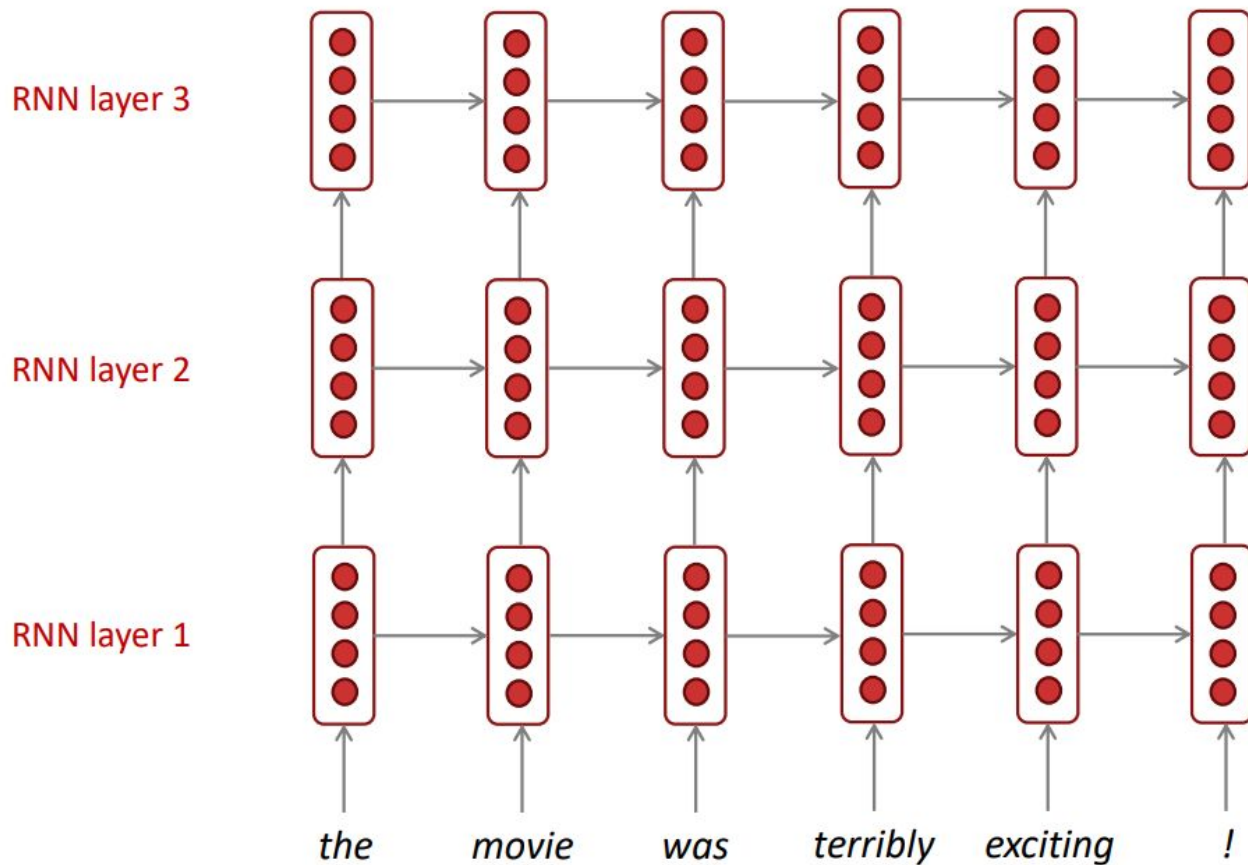 RNN layer 3
RNN layer 2
RNN layer 1
the movie was terribly exciting !